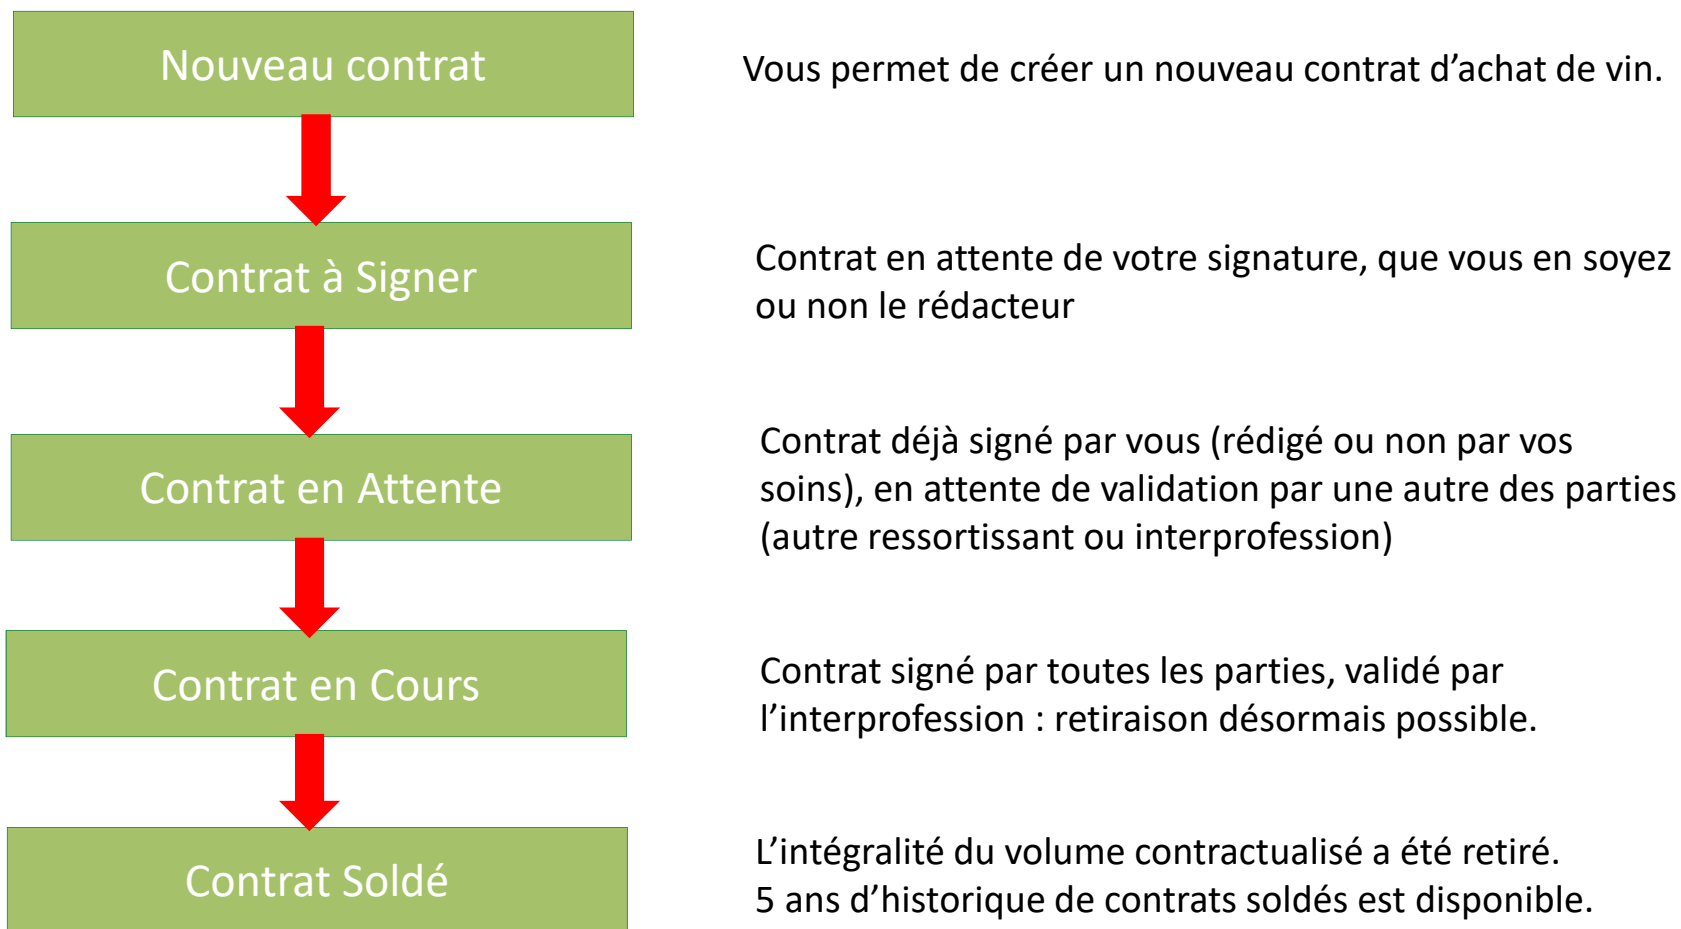 Nouveau contrat
Vous permet de créer un nouveau contrat d’achat de vin.
Contrat à Signer
Contrat en attente de votre signature, que vous en soyez
ou non le rédacteur
Contrat en Attente
Contrat déjà signé par vous (rédigé ou non par vos
soins), en attente de validation par une autre des parties
(autre ressortissant ou interprofession)
Contrat en Cours
Contrat signé par toutes les parties, validé par
l’interprofession : retiraison désormais possible.
Contrat Soldé
L’intégralité du volume contractualisé a été retiré.
5 ans d’historique de contrats soldés est disponible.